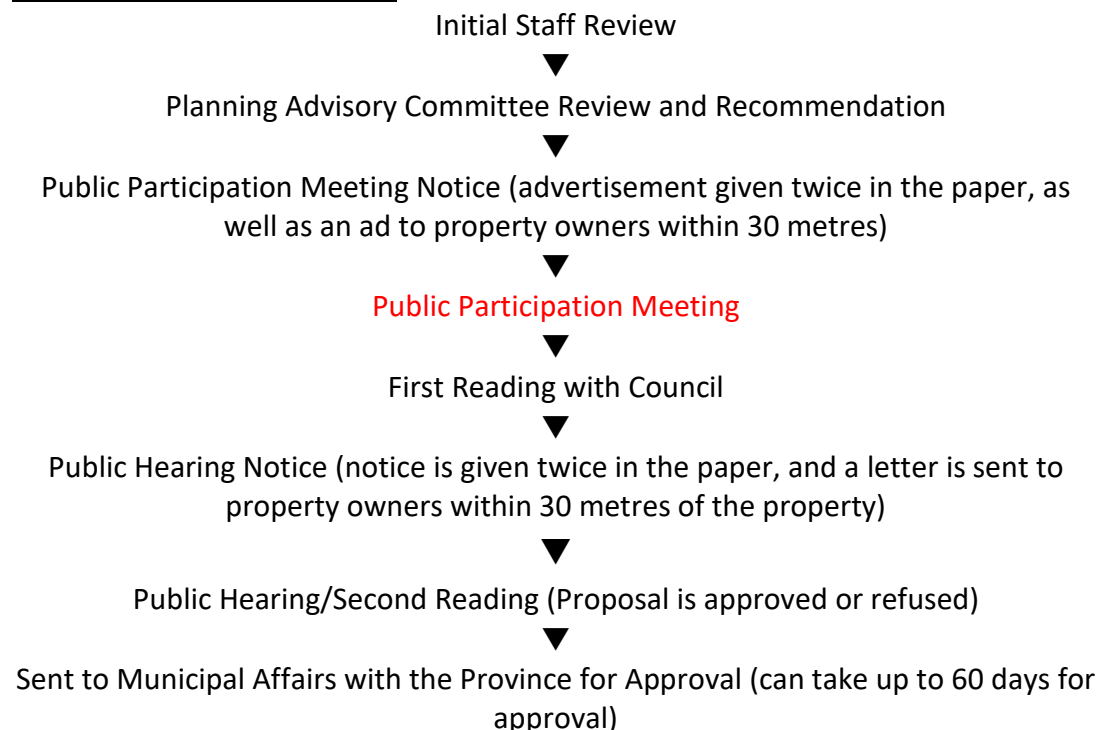 Initial Staff Review
Planning Advisory Committee Review and Recommendation
Public Participation Meeting Notice (advertisement given twice in the paper, as
well as an ad to property owners within 30 metres)
Public Participation Meeting
First Reading with Council
Public Hearing Notice (notice is given twice in the paper, and a letter is sent to
property owners within 30 metres of the property)
Public Hearing/Second Reading (Proposal is approved or refused)
Sent to Municipal Affairs with the Province for Approval (can take up to 60 days for
approval)